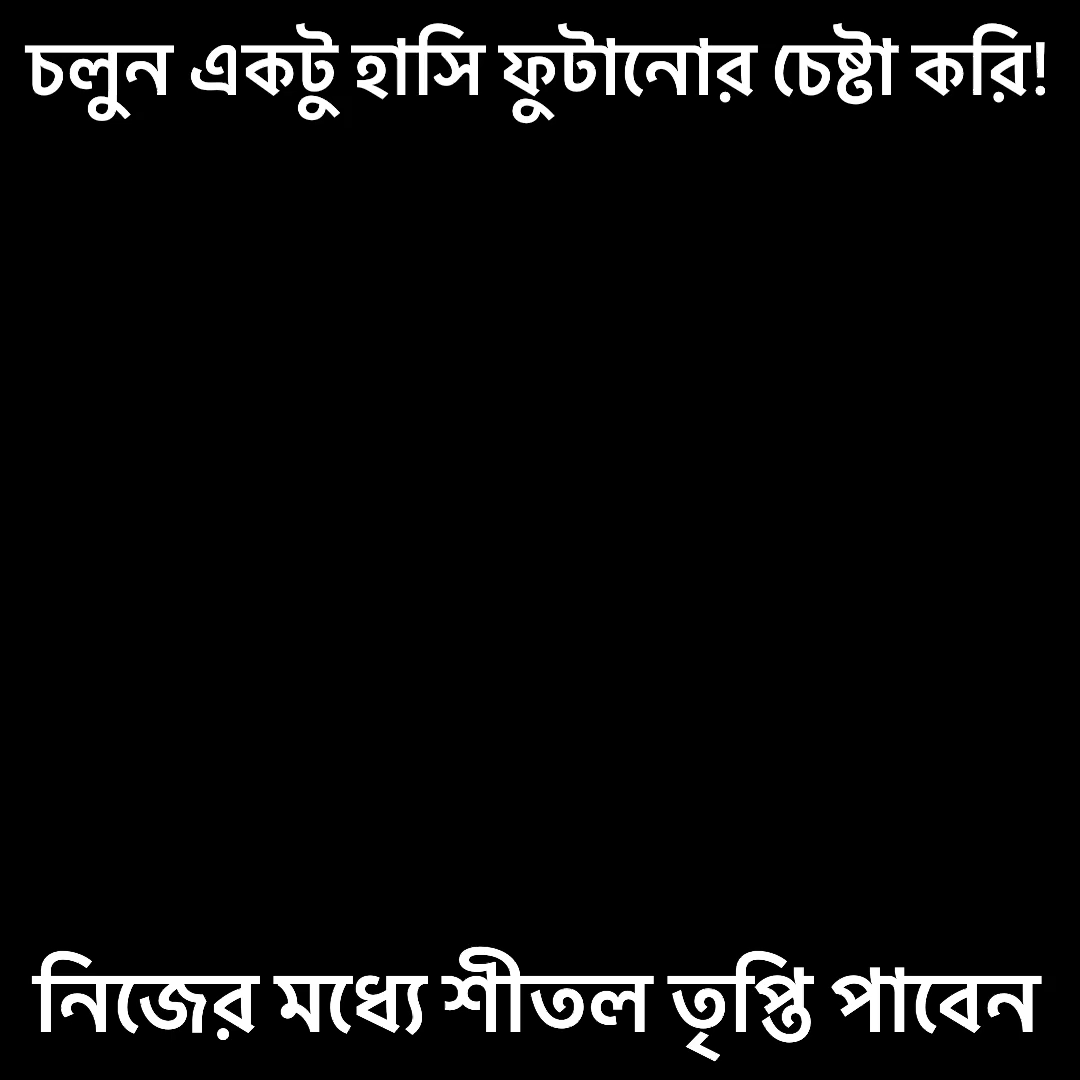 চলুন একটু হাসি ফুটানোর চেষ্টা করি!
নিজের মধ্যে শীতল তৃপ্তি পাবেন